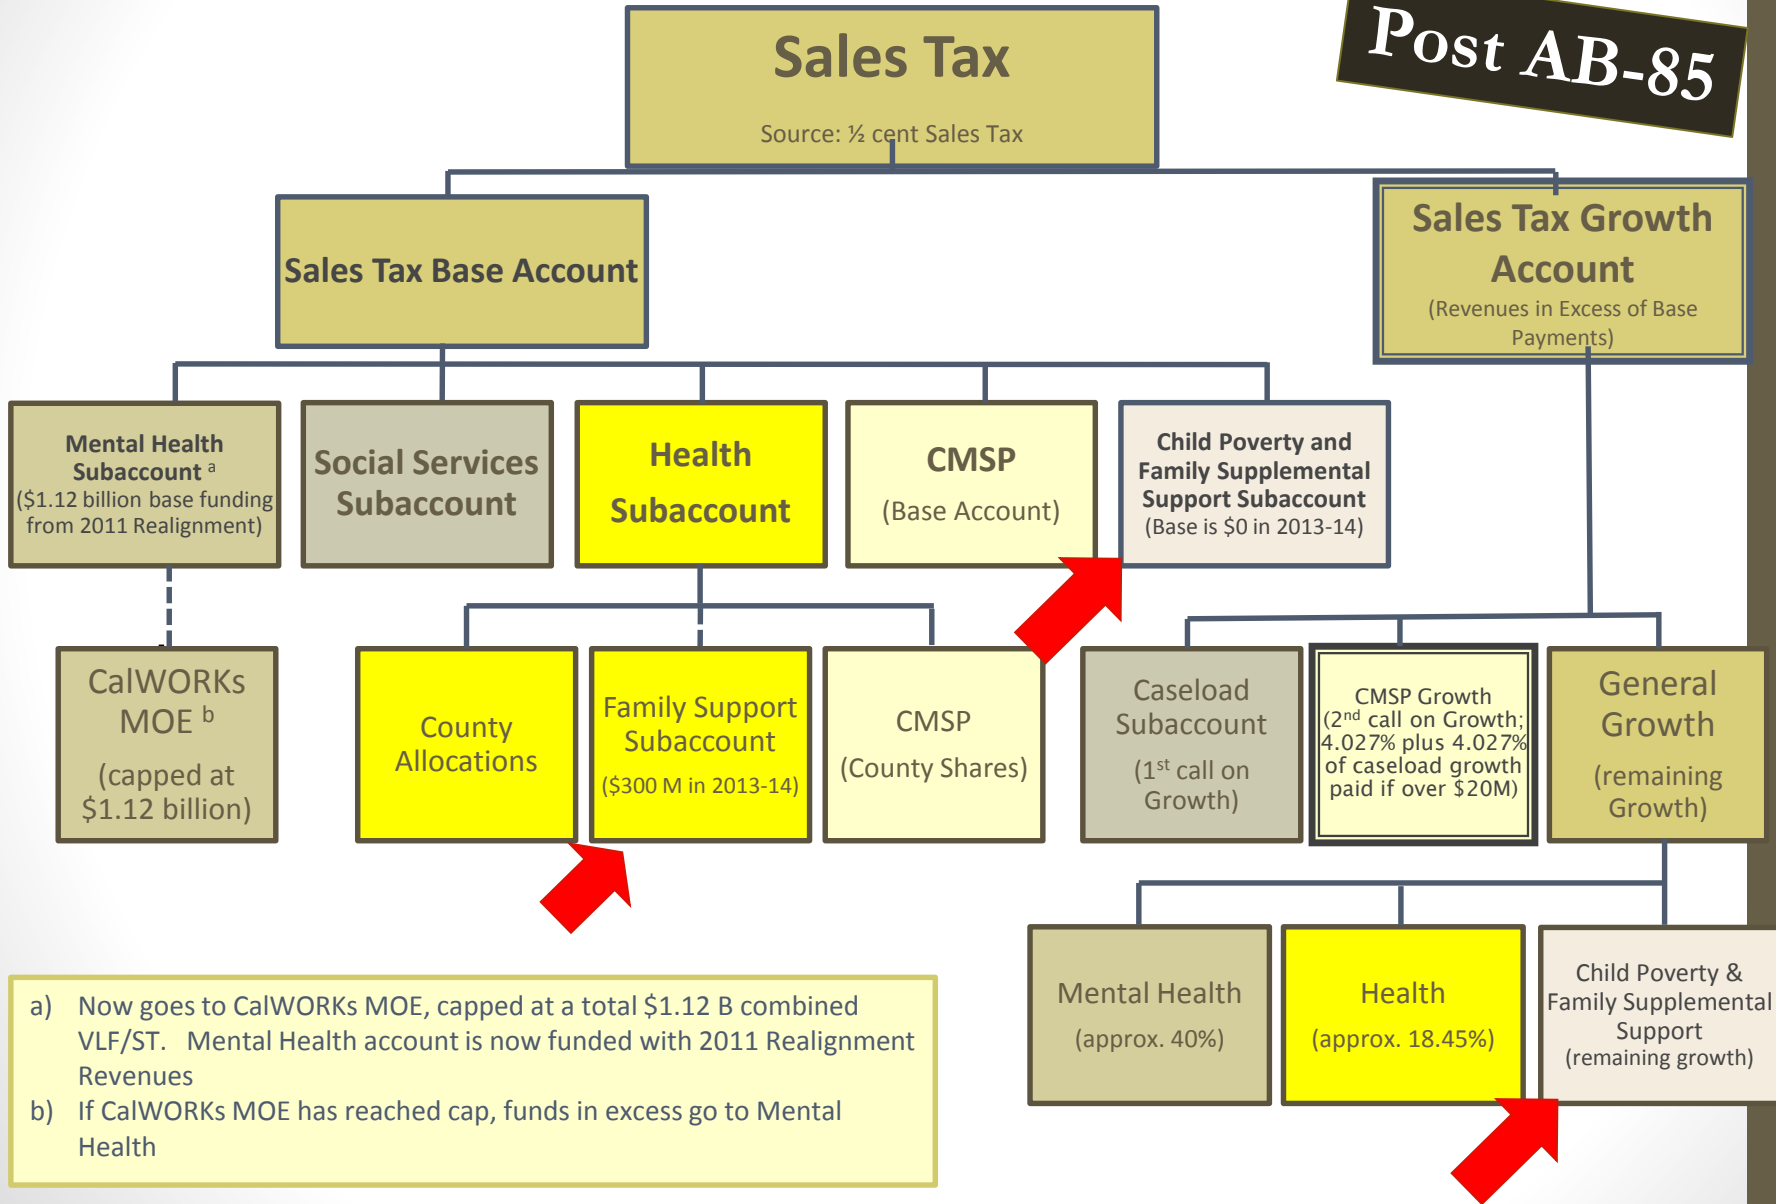 Post AB-85
Sales Tax
Source: ½ cent Sales Tax
Sales Tax Base Account
Sales Tax Growth
Account
(Revenues in Excess of Base
Payments)
Mental Health
Subaccount a
($1.12 billion base funding
from 2011 Realignment)
Social Services
Subaccount
Health
Subaccount
CMSP
(Base Account)
Child Poverty and
Family Supplemental
Support Subaccount
(Base is $0 in 2013-14)
CalWORKs
MOE b
(capped at
$1.12 billion)
County
Allocations
Family Support
Subaccount
($300 M in 2013-14)
CMSP
(County Shares)
Caseload
Subaccount
(1st call on
Growth)
CMSP Growth
(2nd call on Growth;
4.027% plus 4.027%
of caseload growth
paid if over $20M)
General
Growth
(remaining
Growth)
Mental Health
(approx. 40%)
Health
(approx. 18.45%)
Child Poverty &
Family Supplemental
Support
(remaining growth)
a) Now goes to CalWORKs MOE, capped at a total $1.12 B combined
VLF/ST. Mental Health account is now funded with 2011 Realignment
Revenues
b) If CalWORKs MOE has reached cap, funds in excess go to Mental
Health